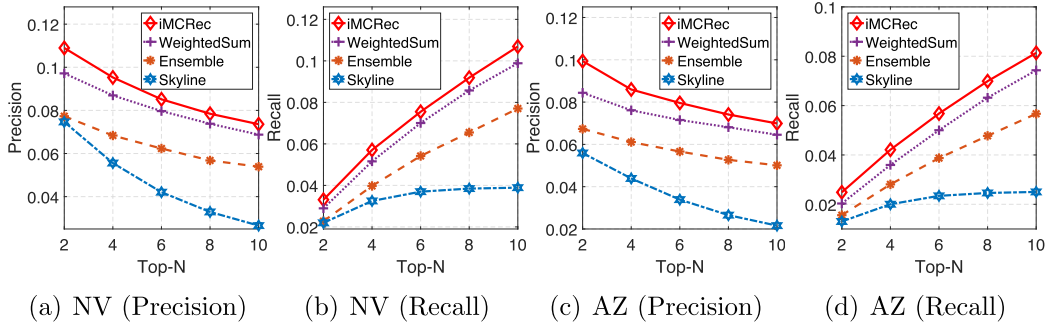 0.12
0.1
0.08
0.06
0.04
Precision
2 4 6 8 10
Top-N
iMCRec
WeightedSum
Ensemble
Skyline
(a) NV (Precision)
0.12
0.1
0.08
0.06
0.04
0.02
Recall
2 4 6 8 10
Top-N
iMCRec
WeightedSum
Ensemble
Skyline
(b) NV (Recall)
0.12
0.1
0.08
0.06
0.04
0.02
Precision
2 4 6 8 10
Top-N
iMCRec
WeightedSum
Ensemble
Skyline
(c) AZ (Precision)
0.1
0.08
0.06
0.04
0.02
Recall
2 4 6 8 10
Top-N
iMCRec
WeightedSum
Ensemble
Skyline
(d) AZ (Recall)